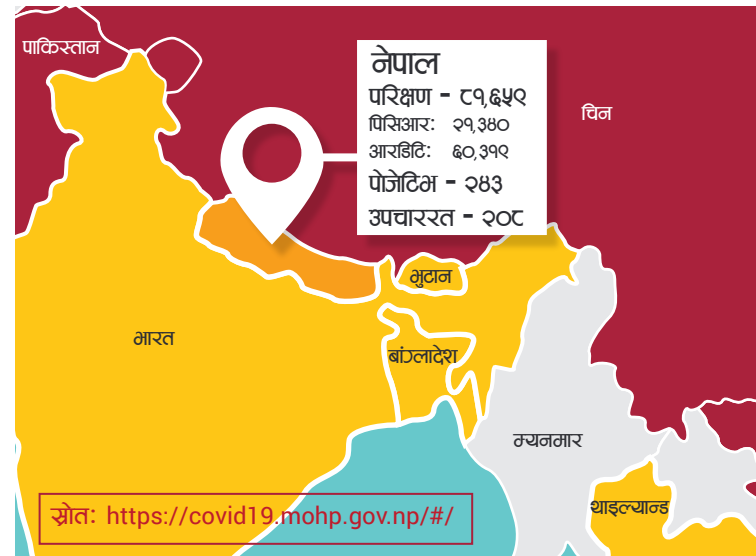 पाकिस्तान
नेपाल
परिक्षण - ८१,६५९
पिसिआर: २१,३४०
आरडिटि: ६०,३१९
पोजेटिभ - २४३
उपचाररत - २०८
चिन
भुटान
भारत
बांग्लादेश
म्यनमार
थाइल्यान्ड
स्रोत: https://covid19.mohp.gov.np/#/